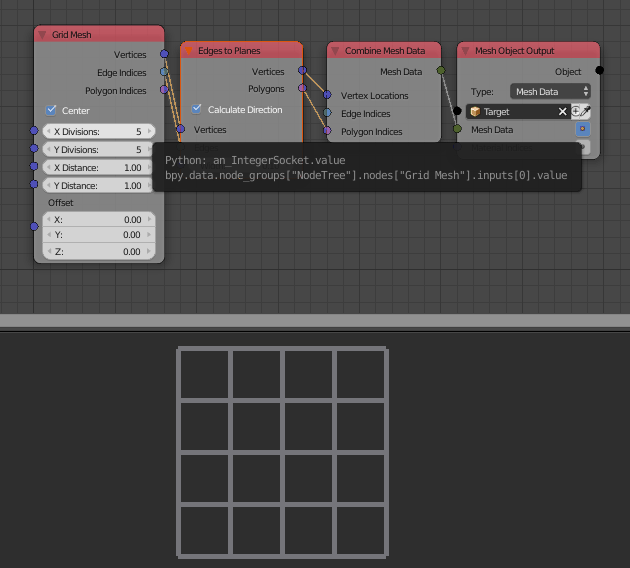 Grid Mesh
Vertices
Edge Indices
Polygon Indices
Center
X Divisions: 5
Y Divisions: 5
X Distance: 1.00
Y Distance: 1.00
Offset
X: 0.00
Y: 0.00
Z: 0.00
Edges to Planes
Vertices
Polygons
Calculate Direction
Vertices
Combine Mesh Data
Mesh Data
Vertex Locations
Edge Indices
Polygon Indices
Mesh Object Output
Object
Type: Mesh Data
Target
Mesh Data
Python: an_IntegerSocket.value
bpy.data.node_groups["NodeTree"].nodes["Grid Mesh"].inputs[0].value